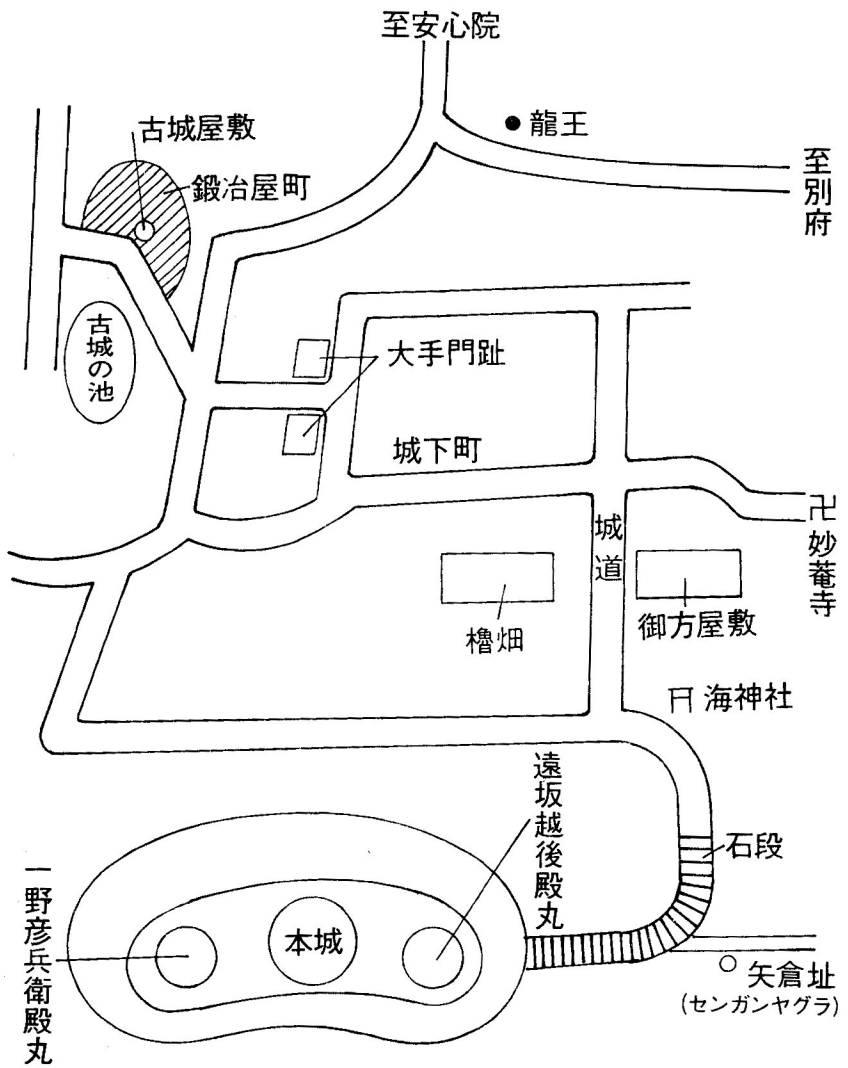 至安心院
龍王
至別府
古城屋敷
鍛冶屋町
古城の池
大手門趾
城下町
城道
卍妙菴寺
櫓畑
御方屋敷
海神社
遠坂越後殿丸
石段
一野彦兵衛殿丸
本城
矢倉址
(センガンヤグラ)